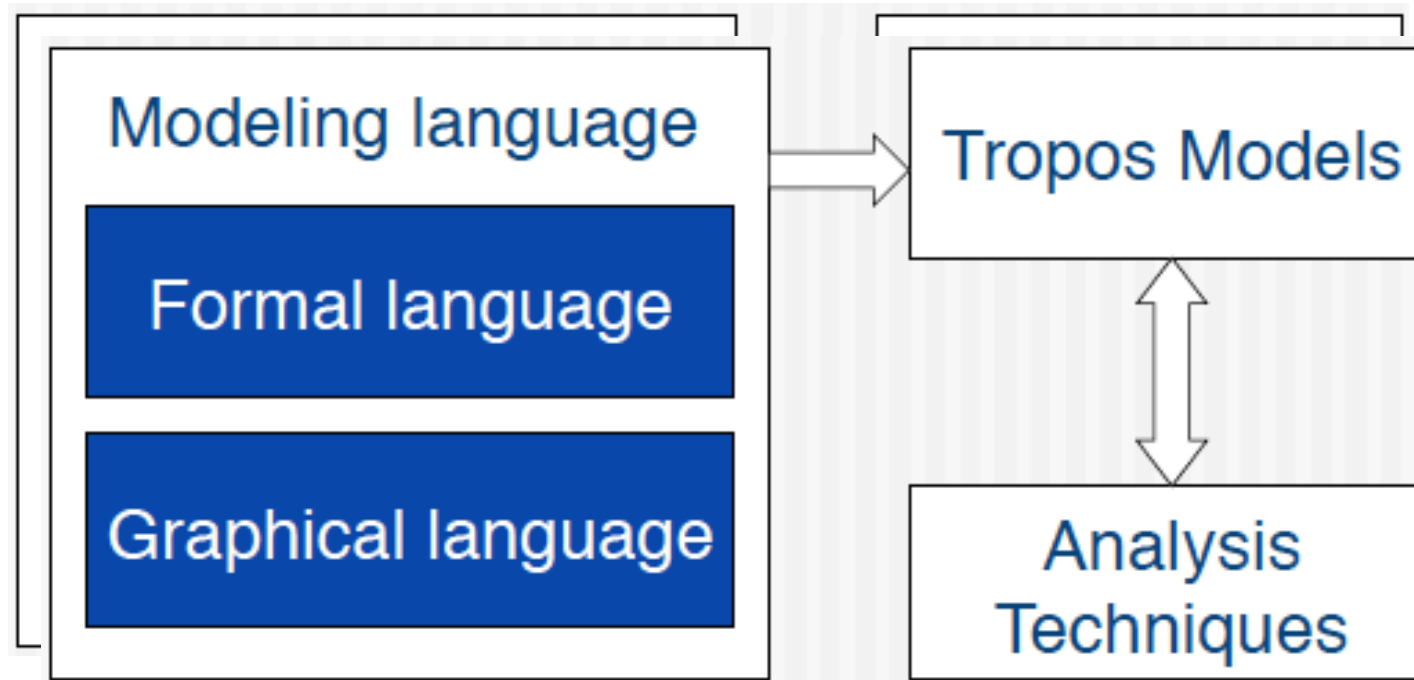 Modeling language
Formal language
Graphical language
Tropos Models
Analysis
Techniques